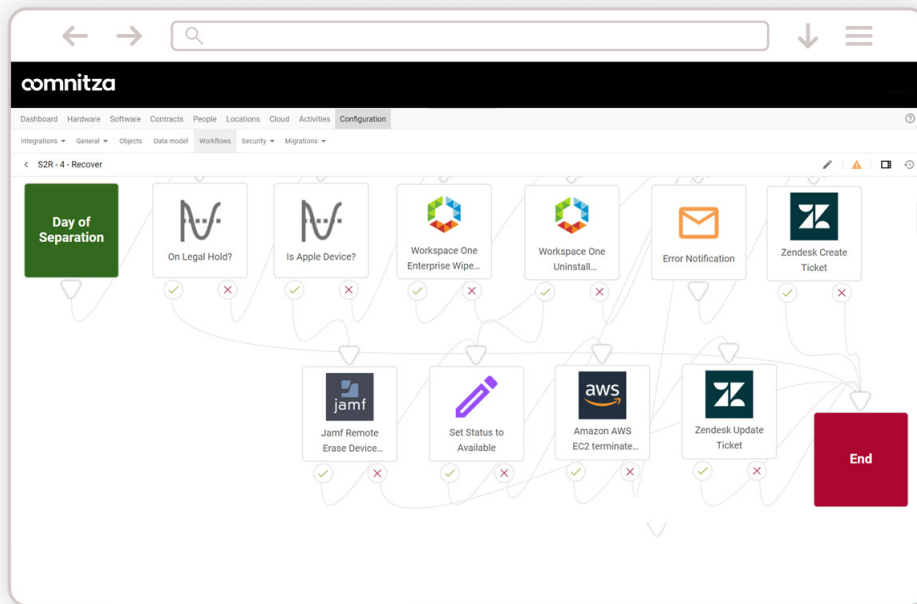 oomnitza
Dashboard Hardware Software Contracts People Locations Cloud Activities Configuration
Integrations General Objects Data model Workflows Security Migrations
S2R - 4 - Recover
Day of
Separation
On Legal Hold?
Is Apple Device?
Workspace One
Enterprise Wipe...
Workspace One
Uninstall...
Error Notification
Zendesk Create
Ticket
jamf
Jamf Remote
Erase Device...
Set Status to
Available
aws
Amazon AWS
EC2 terminate...
Zendesk Update
Ticket
End